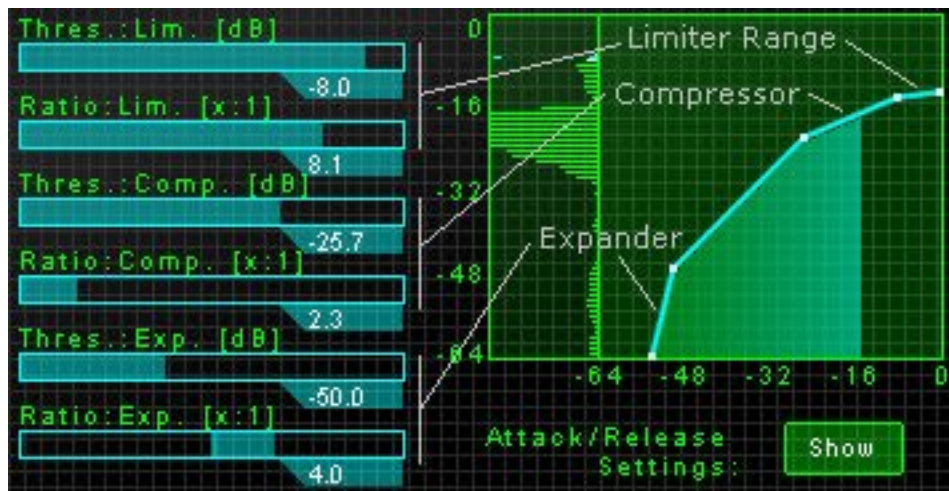 Thres.:Lim. [dB]
-8.0
Ratio:Lim. [x:1]
8.1
Thres.:Comp. [dB]
-25.7
Ratio:Comp. [x:1]
2.3
Thres.:Exp. [dB]
-50.0
Ratio:Exp. [x:1]
4.0
0
-16
-32
-48
-64
Limiter Range
Compressor
Expander
-64 -48 -32 -16 0
Attack/Release
Settings:
Show